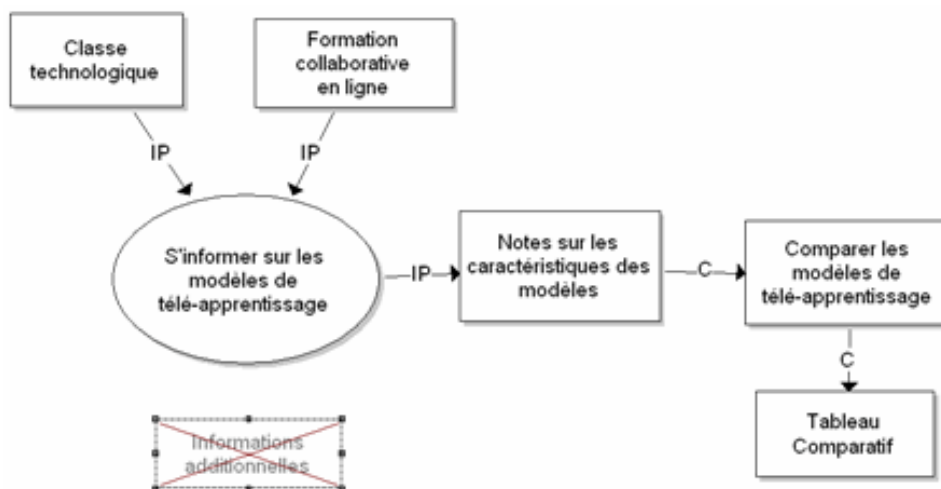 Classe
technologique
Formation
collaborative
en ligne
IP
IP
S'informer sur les
modèles de
télé-apprentissage
IP
Notes sur les
caractéristiques des
modèles
C
Comparer les
modèles de
télé-apprentissage
C
Tableau
Comparatif
Informations
additionnelles